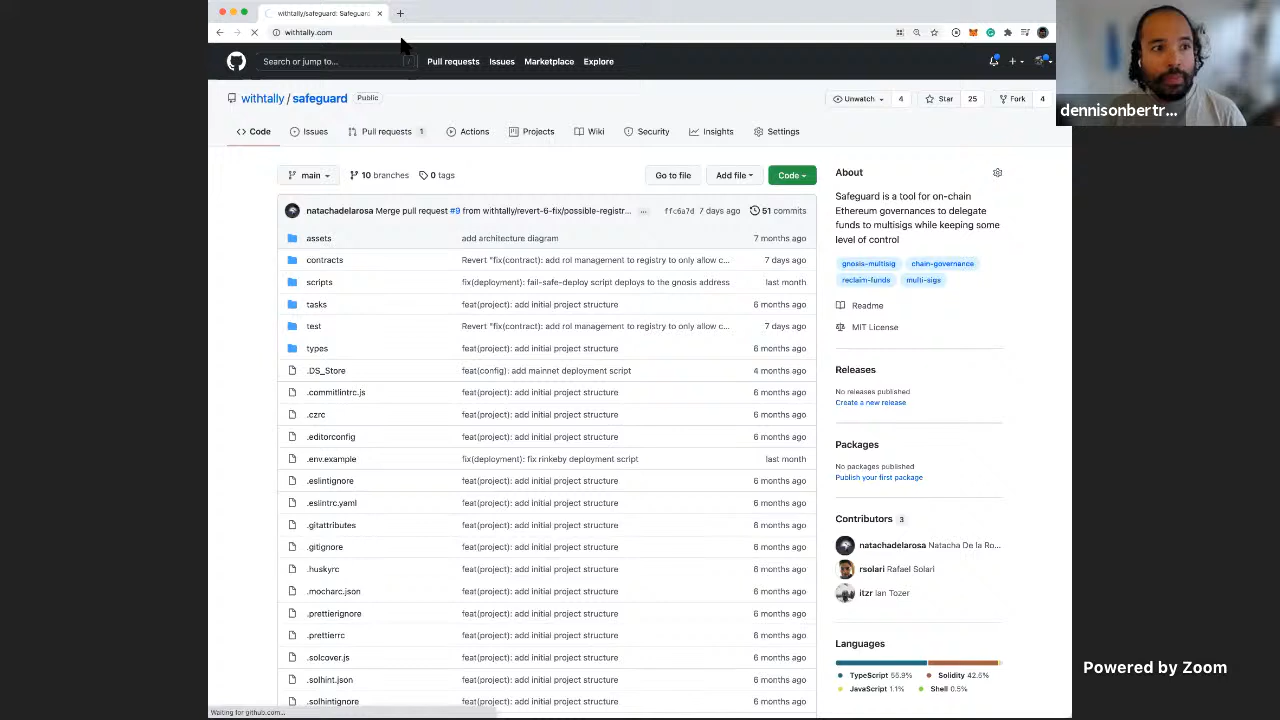 withtally/safeguard: Safeguar
withtally.com
Search or jump to... /
Pull requests Issues Marketplace Explore
withtally / safeguard Public
Unwatch 4 Star 25 Fork 4
Code Issues Pull requests 1 Actions Projects Wiki Security Insights Settings
main 10 branches 0 tags Go to file Add file Code
natachadelarosa Merge pull request #9 from withtally/revert-6-fix/possible-registr... ... ffc6a7d 7 days ago 51 commits
assets add architecture diagram 7 months ago
contracts Revert "fix(contract): add rol management to registry to only allow c... 7 days ago
scripts fix(deployment): fail-safe-deploy script deploys to the gnosis address last month
tasks feat(project): add initial project structure 6 months ago
test Revert "fix(contract): add rol management to registry to only allow c... 7 days ago
types feat(project): add initial project structure 6 months ago
.DS_Store feat(config): add mainnet deployment script 4 months ago
.commitlintrc.js feat(project): add initial project structure 6 months ago
.czrc feat(project): add initial project structure 6 months ago
.editorconfig feat(project): add initial project structure 6 months ago
.env.example fix(deployment): fix rinkeby deployment script last month
.eslintignore feat(project): add initial project structure 6 months ago
.eslintrc.yaml feat(project): add initial project structure 6 months ago
.gitattributes feat(project): add initial project structure 6 months ago
.gitignore feat(project): add initial project structure 6 months ago
.huskyrc feat(project): add initial project structure 6 months ago
.mocharc.json feat(project): add initial project structure 6 months ago
.prettierignore feat(project): add initial project structure 6 months ago
.prettierrc feat(project): add initial project structure 6 months ago
.solcover.js feat(project): add initial project structure 6 months ago
.solhint.json feat(project): add initial project structure 6 months ago
.solhintignore feat(project): add initial project structure 6 months ago
Waiting for github.com...
About
Safeguard is a tool for on-chain
Ethereum governances to delegate
funds to multisigs while keeping some
level of control
gnosis-multisig chain-governance
reclaim-funds multi-sigs
Readme
MIT License
Releases
No releases published
Create a new release
Packages
No packages published
Publish your first package
Contributors 3
natachadelarosa Natacha De la Ro...
rsolari Rafael Solari
itzr Ian Tozer
Languages
TypeScript 55.9% Solidity 42.6%
JavaScript 1.1% Shell 0.5%
dennisonbertr...
Powered by Zoom